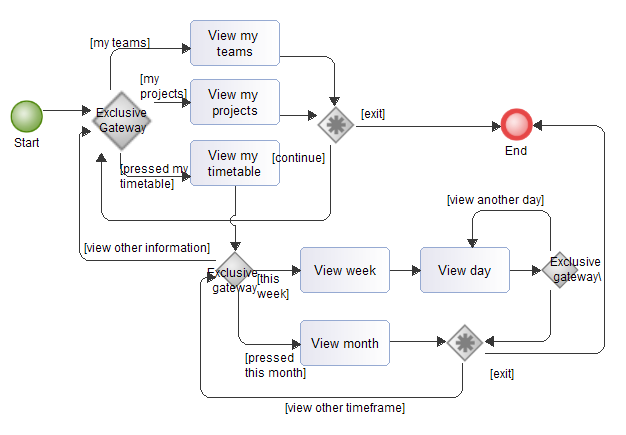 [my teams]
View my
teams
[my
projects]
Exclusive
Gateway
View my
projects
[exit]
Start
End
View my
timetable
[continue]
[pressed my
timetable]
[view another day]
[view other information]
Exclusive
gateway
[this
week]
View week
View day
Exclusive
gateway\
View month
[pressed
this month]
[exit]
[view other timeframe]